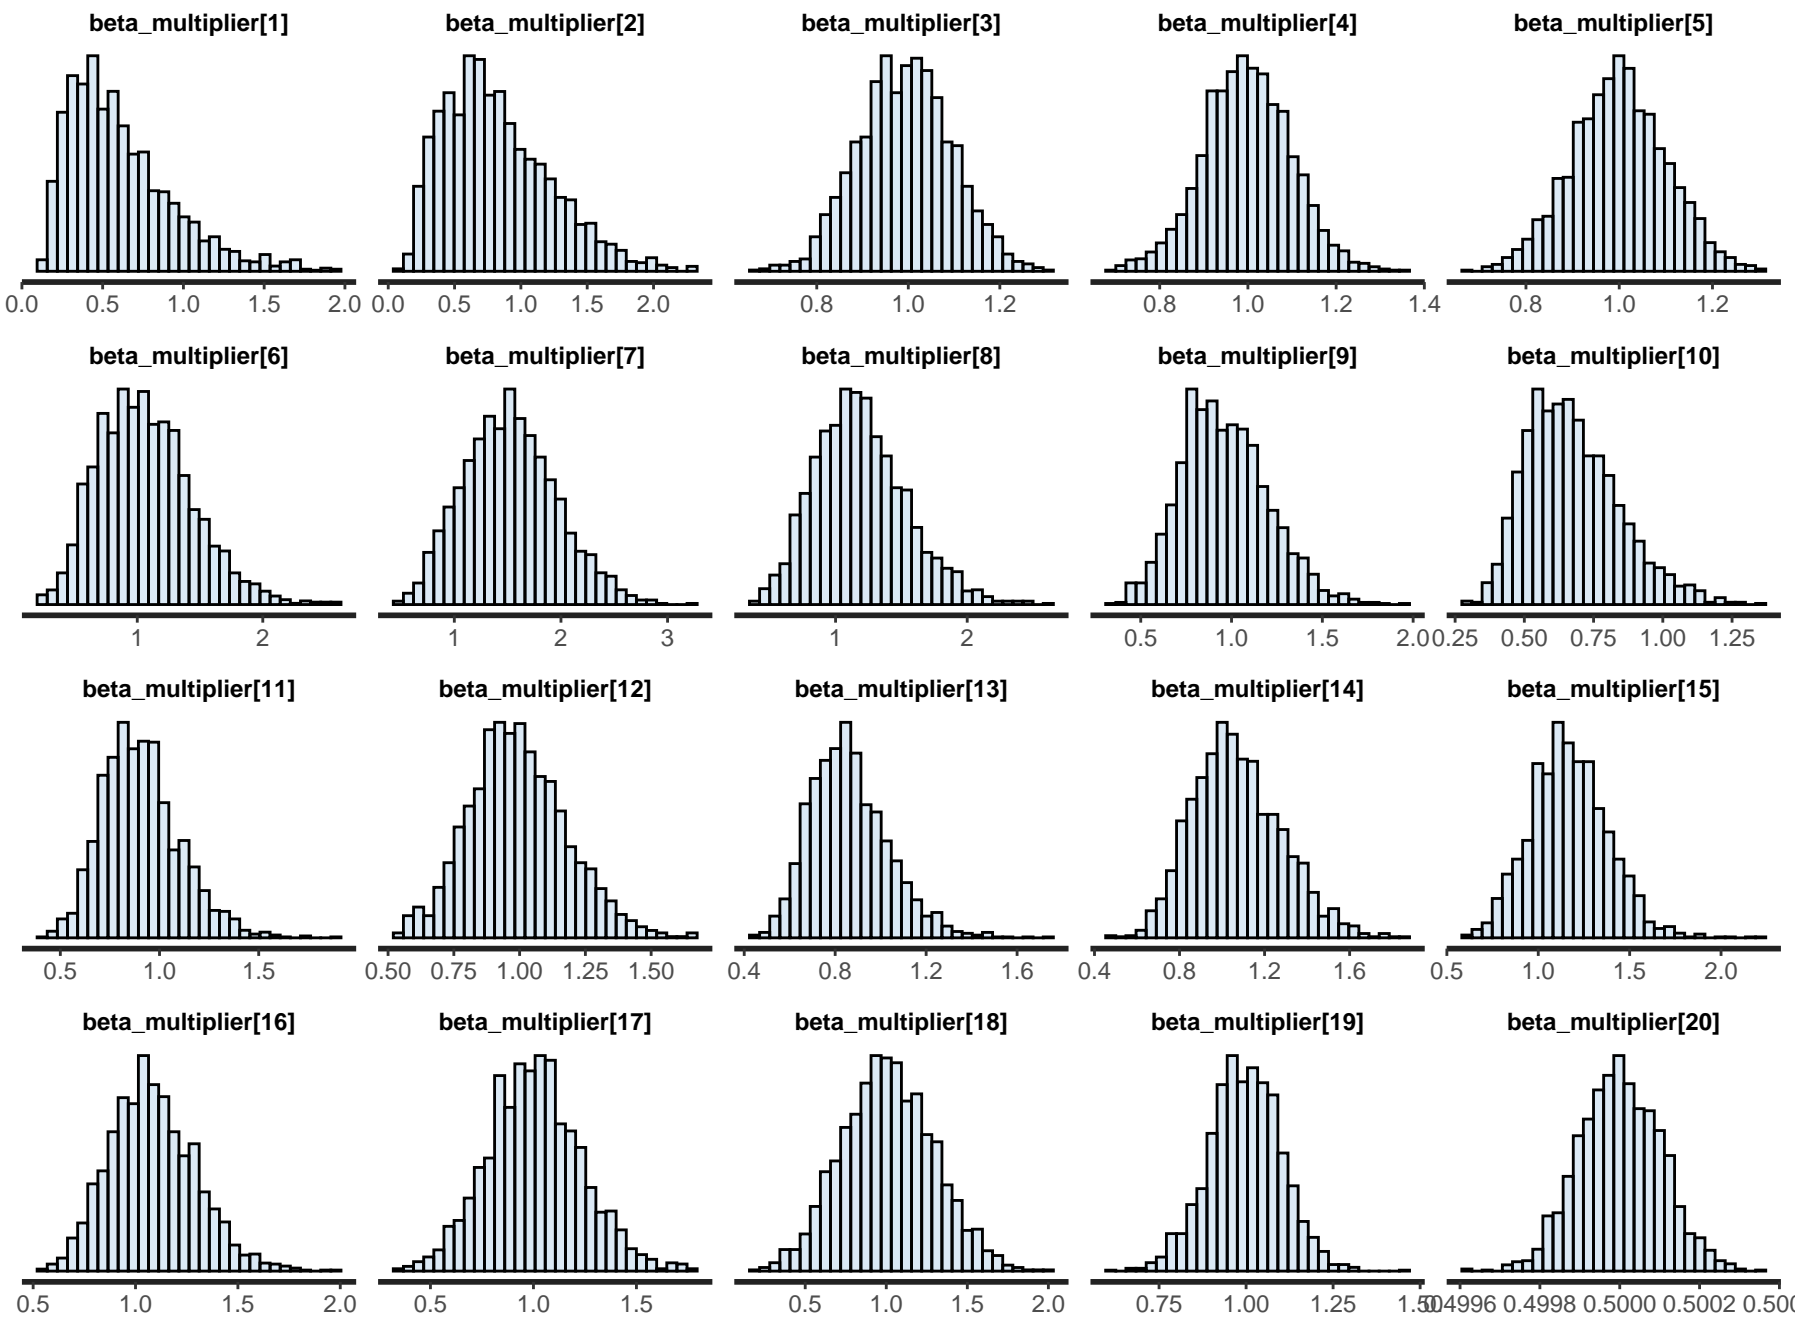 beta_multiplier[1] beta_multiplier[2] beta_multiplier[3] beta_multiplier[4] beta_multiplier[5]
0.0 0.5 1.0 1.5 2.0 0.0 0.5 1.0 1.5 2.0 0.8 1.0 1.2 0.8 1.0 1.2 1.4 0.8 1.0 1.2
beta_multiplier[6] beta_multiplier[7] beta_multiplier[8] beta_multiplier[9] beta_multiplier[10]
1 2 1 2 3 1 2 0.5 1.0 1.5 2.0 0.25 0.50 0.75 1.00 1.25
beta_multiplier[11] beta_multiplier[12] beta_multiplier[13] beta_multiplier[14] beta_multiplier[15]
0.5 1.0 1.5 0.50 0.75 1.00 1.25 1.50 0.4 0.8 1.2 1.6 0.4 0.8 1.2 1.6 0.5 1.0 1.5 2.0
beta_multiplier[16] beta_multiplier[17] beta_multiplier[18] beta_multiplier[19] beta_multiplier[20]
0.5 1.0 1.5 2.0 0.5 1.0 1.5 0.5 1.0 1.5 2.0 0.75 1.00 1.25 0.4998 0.5000 0.5002